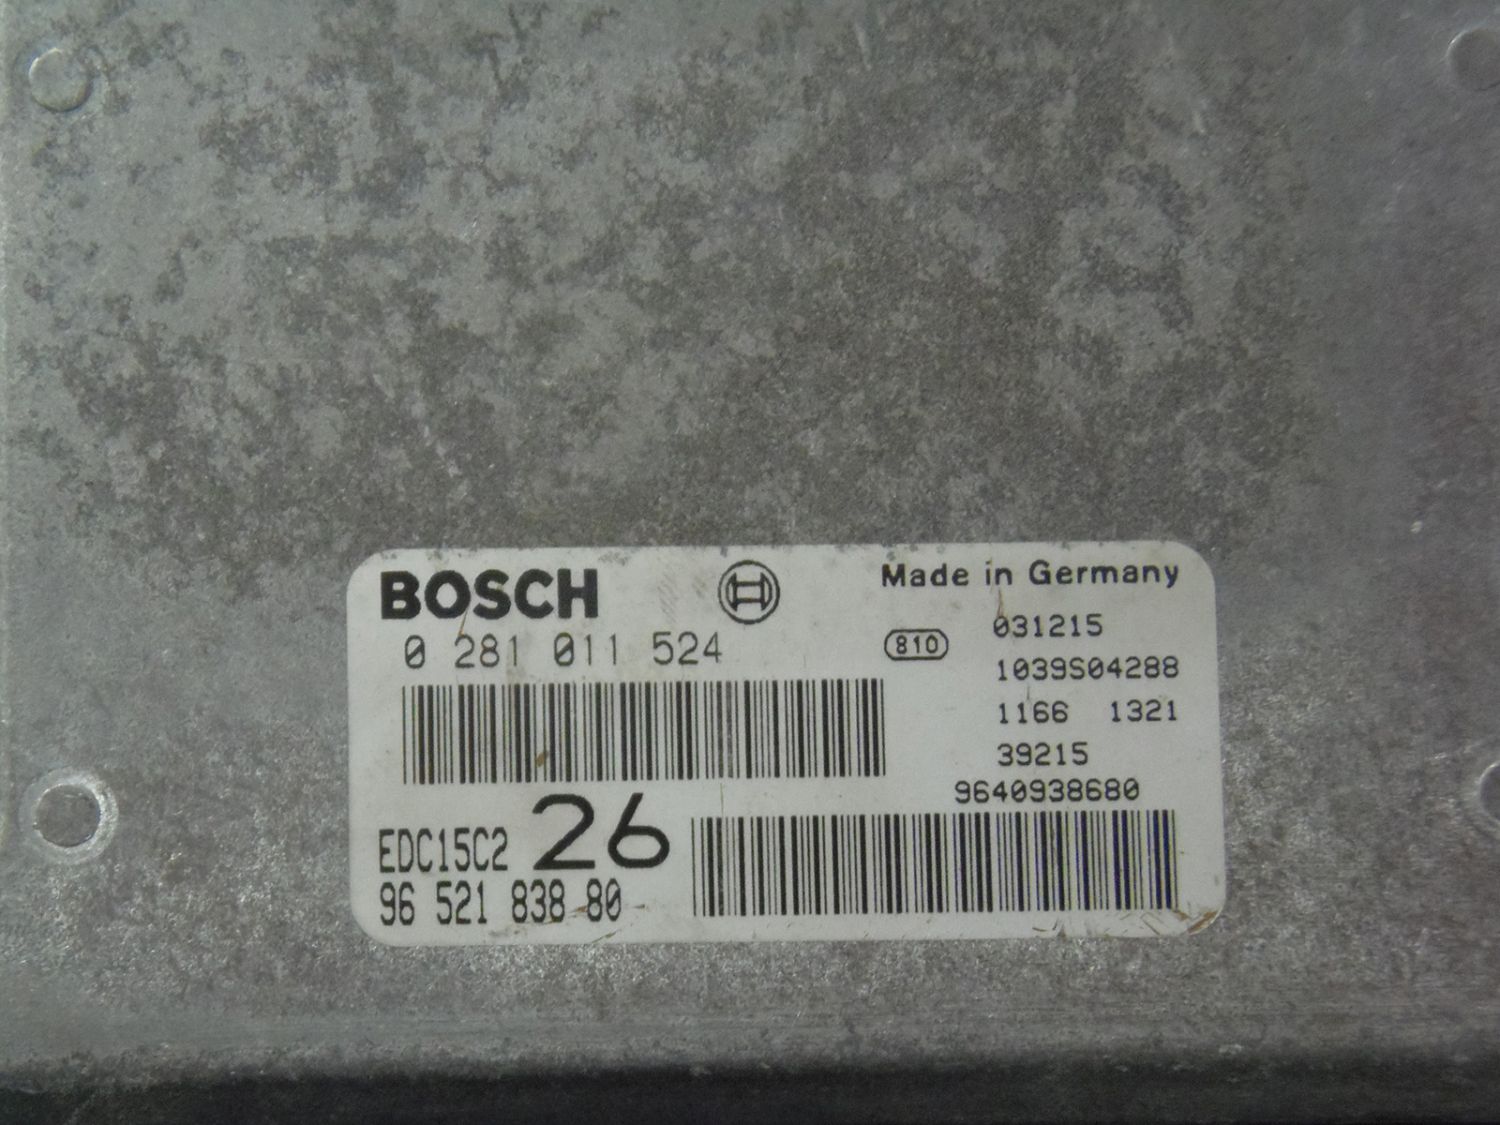 BOSCH
Made in Germany
0 281 011 524
810
031215
1039S04288
1166 1321
39215
9640938680
EDC15C2 26
96 521 838 80